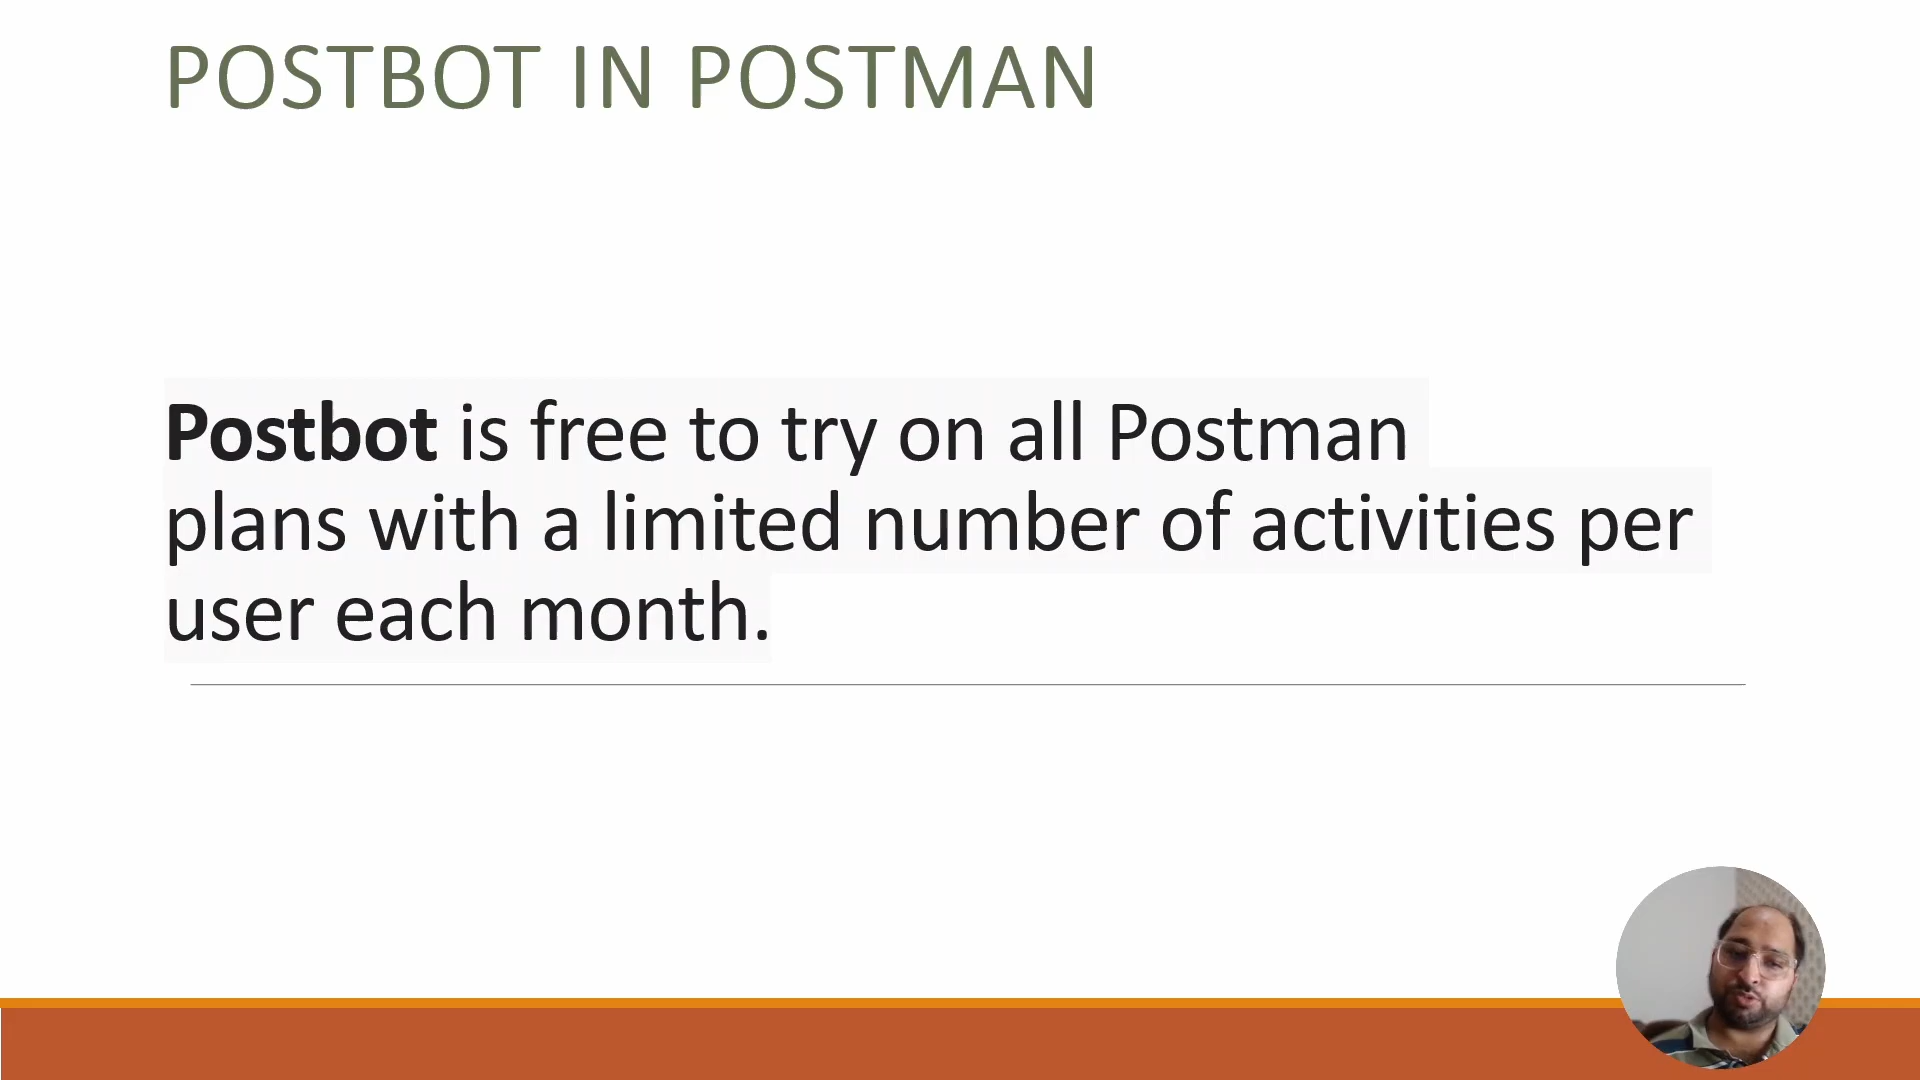 POSTBOT IN POSTMAN
Postbot is free to try on all Postman
plans with a limited number of activities per
user each month.